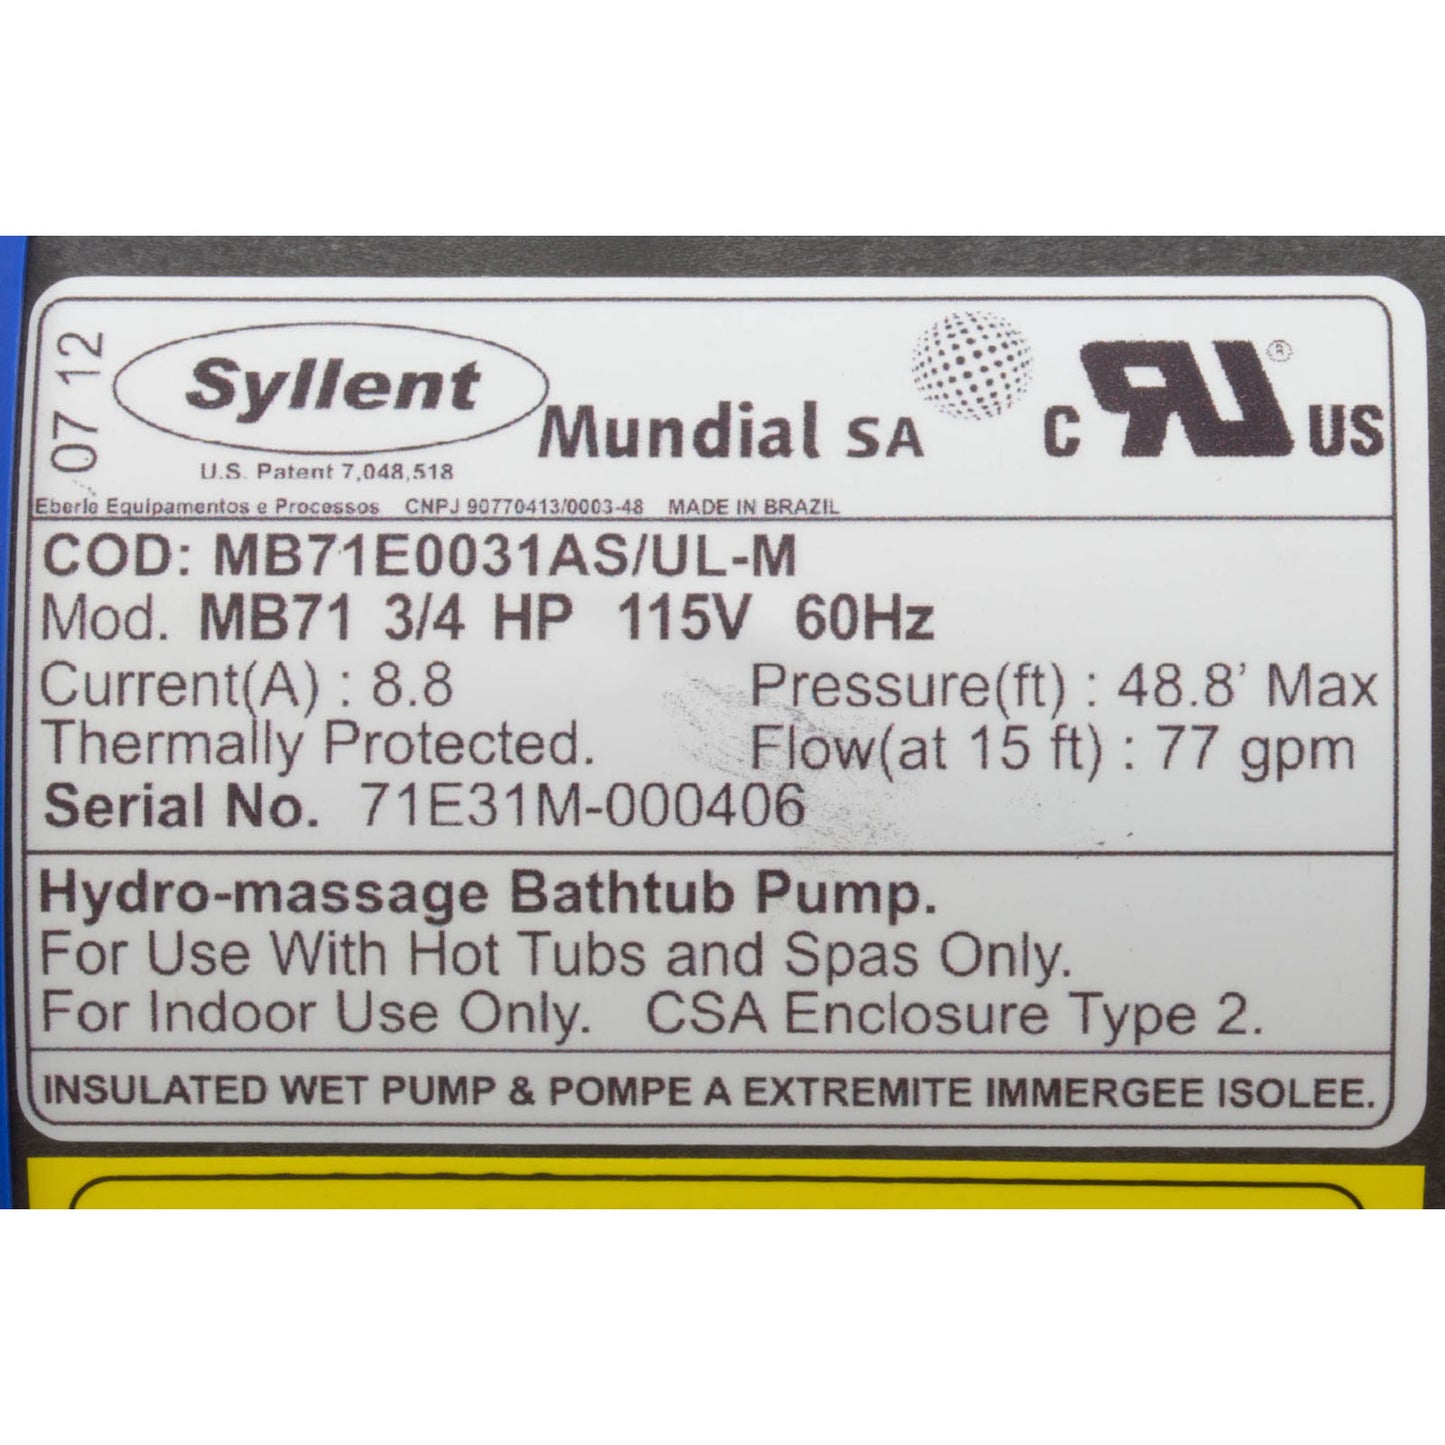 07 12
Syllent
Mundial SA
C RU ® US
U.S. Patent 7,048,518
Eberle Equipamentos e Processos CNPJ 90770413/0003-48 MADE IN BRAZIL
COD: MB71E0031AS/UL-M
Mod. MB71 3/4 HP 115V 60Hz
Current(A) : 8.8 Pressure(ft) : 48.8' Max
Thermally Protected. Flow(at 15 ft) : 77 gpm
Serial No. 71E31M-000406
Hydro-massage Bathtub Pump.
For Use With Hot Tubs and Spas Only.
For Indoor Use Only. CSA Enclosure Type 2.
INSULATED WET PUMP & POMPE A EXTREMITE IMMERGEE ISOLEE.